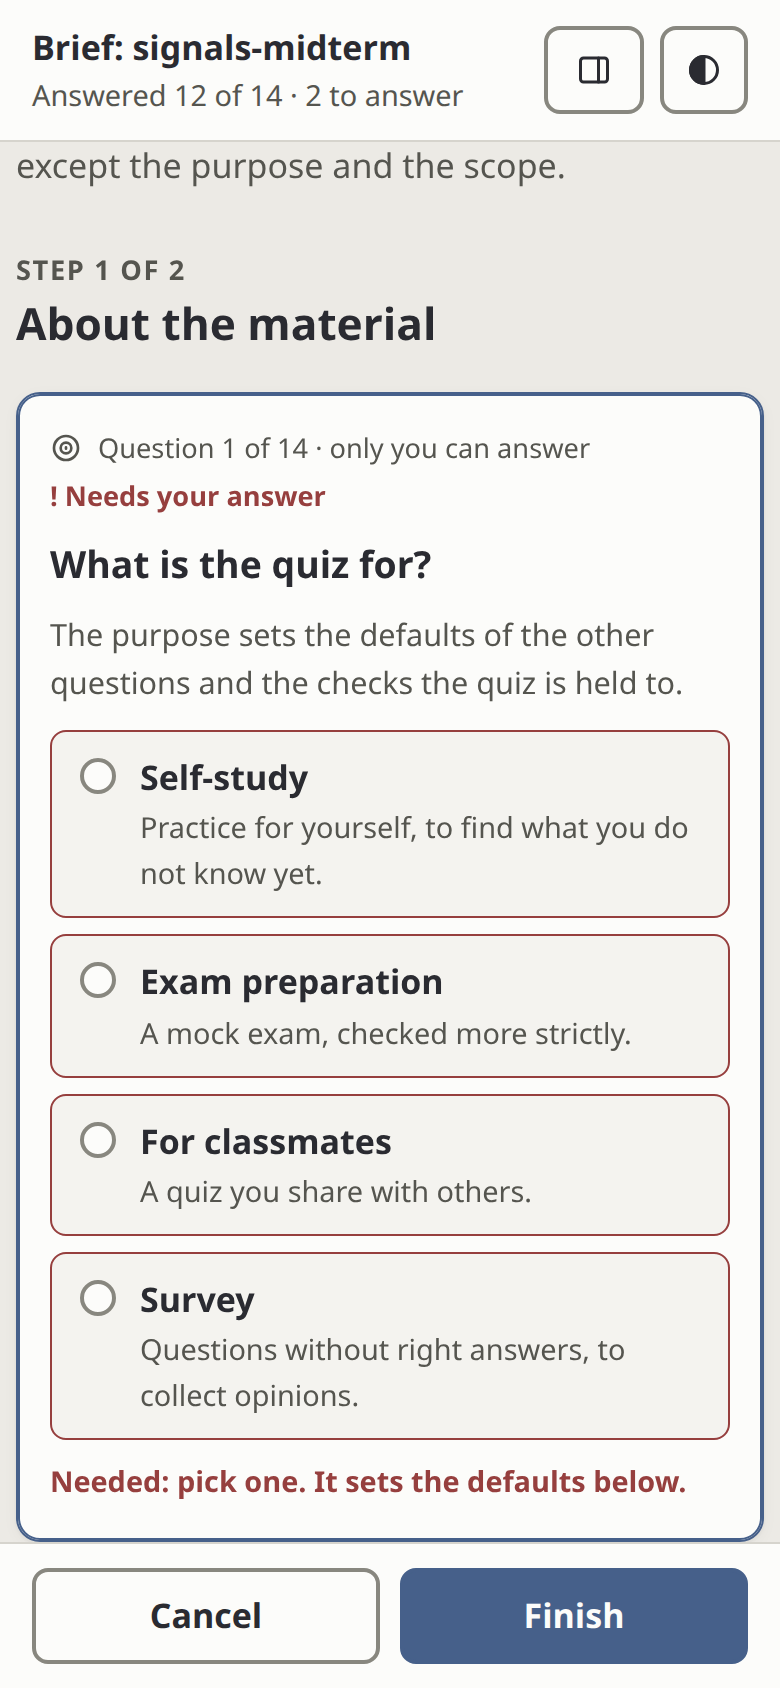 Brief: signals-midterm
Answered 12 of 14 · 2 to answer
except the purpose and the scope.
STEP 1 OF 2
About the material
Question 1 of 14 · only you can answer
! Needs your answer
What is the quiz for?
The purpose sets the defaults of the other
questions and the checks the quiz is held to.
Self-study
Practice for yourself, to find what you do
not know yet.
Exam preparation
A mock exam, checked more strictly.
For classmates
A quiz you share with others.
Survey
Questions without right answers, to
collect opinions.
Needed: pick one. It sets the defaults below.
Cancel
Finish